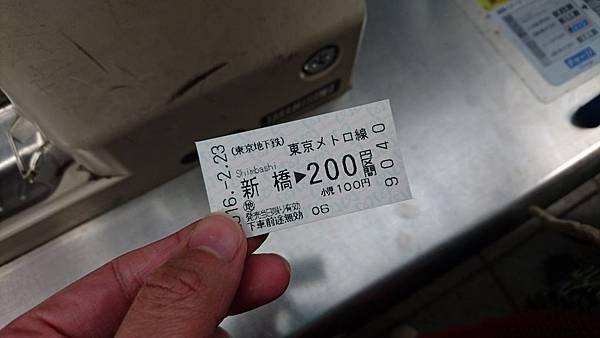 016.-2.23
(東京地下鉄) 東京メトロ線
Shimbashi
新橋▶200円区間
小児100円
地
発売当日限り有効
下車前途無効 06
9040